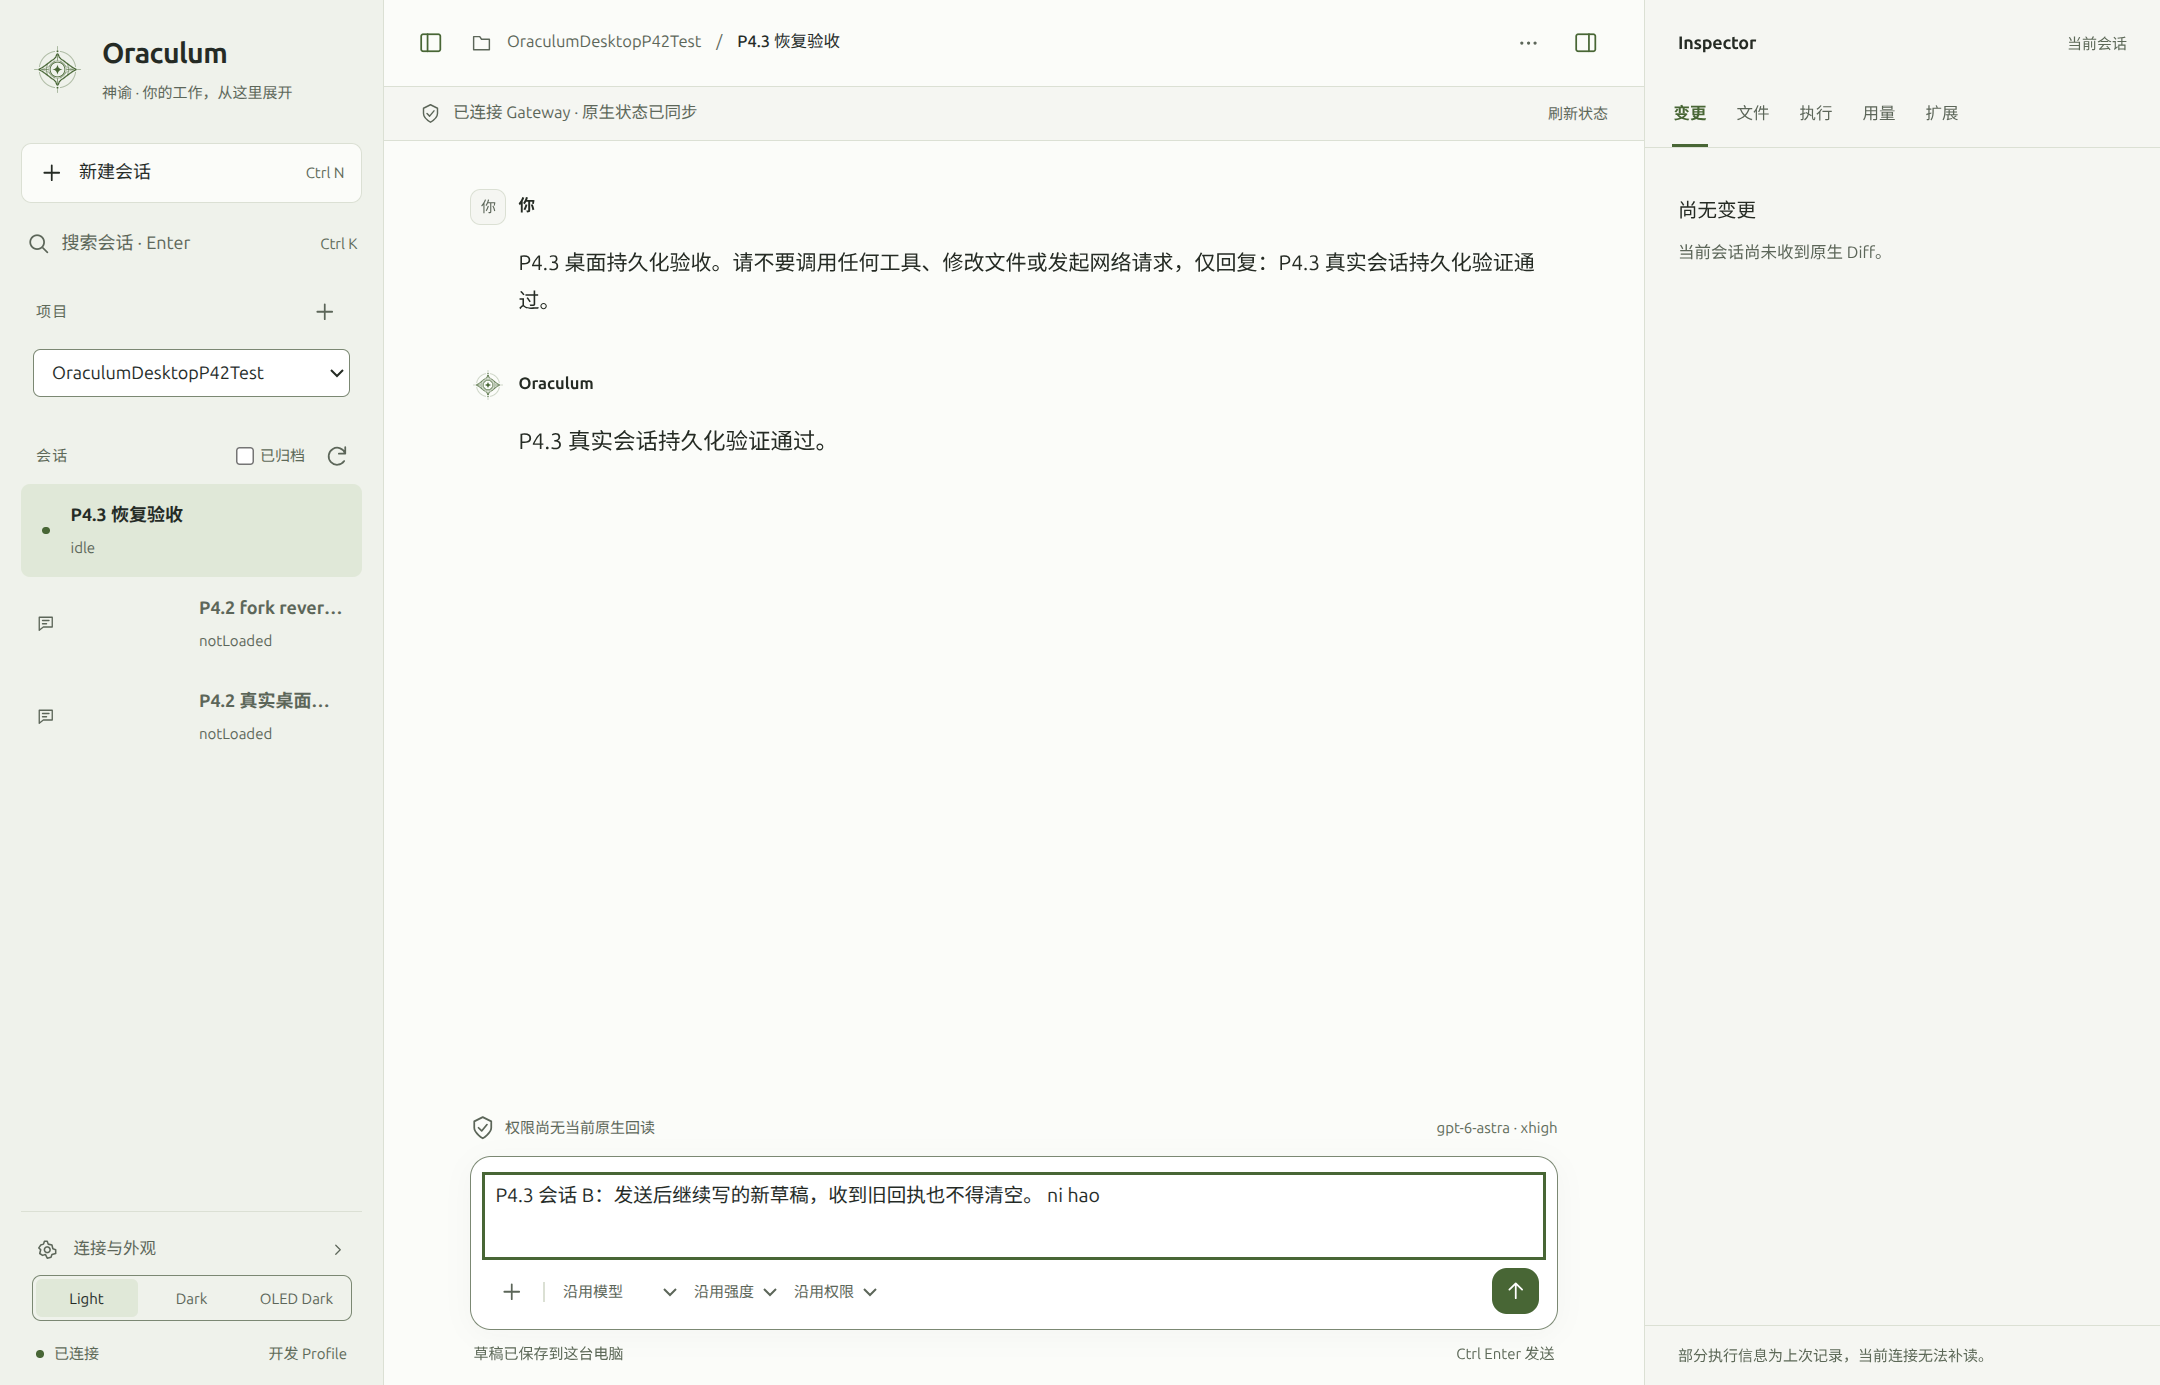 Oraculum
神谕 · 你的工作，从这里展开
新建会话 Ctrl N
搜索会话 · Enter Ctrl K
项目
OraculumDesktopP42Test
会话 已归档
P4.3 恢复验收
idle
P4.2 fork rever...
notLoaded
P4.2 真实桌面...
notLoaded
连接与外观
Light Dark OLED Dark
已连接 开发 Profile
OraculumDesktopP42Test / P4.3 恢复验收
已连接 Gateway · 原生状态已同步 刷新状态
你 你
P4.3 桌面持久化验收。请不要调用任何工具、修改文件或发起网络请求，仅回复：P4.3 真实会话持久化验证通
过。
Oraculum
P4.3 真实会话持久化验证通过。
权限尚无当前原生回读 gpt-6-astra · xhigh
P4.3 会话 B：发送后继续写的新草稿，收到旧回执也不得清空。 ni hao
沿用模型 沿用强度 沿用权限
草稿已保存到这台电脑 Ctrl Enter 发送
Inspector 当前会话
变更 文件 执行 用量 扩展
尚无变更
当前会话尚未收到原生 Diff。
部分执行信息为上次记录，当前连接无法补读。